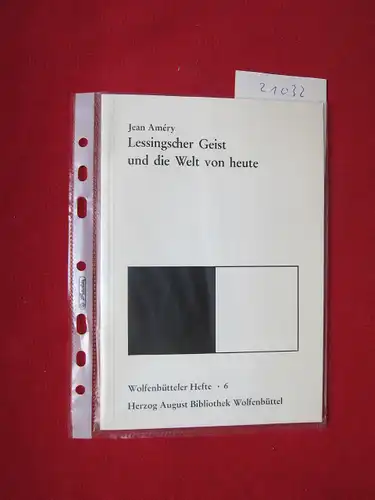 21032
Jean Améry
Lessingscher Geist
und die Welt von heute
Wolfenbütteler Hefte · 6
Herzog August Bibliothek Wolfenbüttel